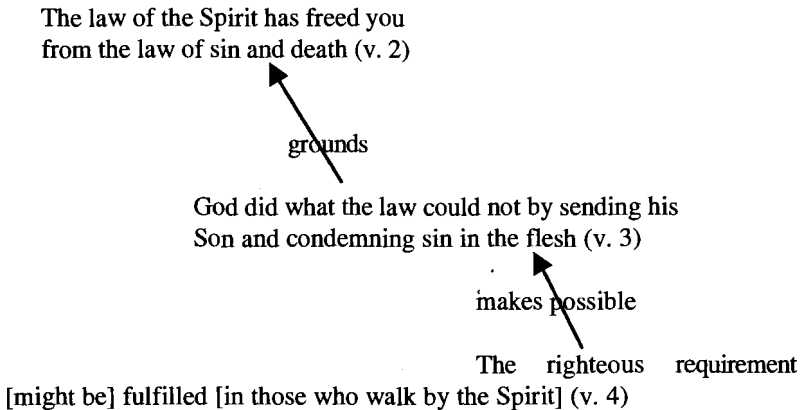 The law of the Spirit has freed you
from the law of sin and death (v. 2)
grounds
God did what the law could not by sending his
Son and condemning sin in the flesh (v. 3)
makes possible
The righteous requirement
[might be] fulfilled [in those who walk by the Spirit] (v. 4)